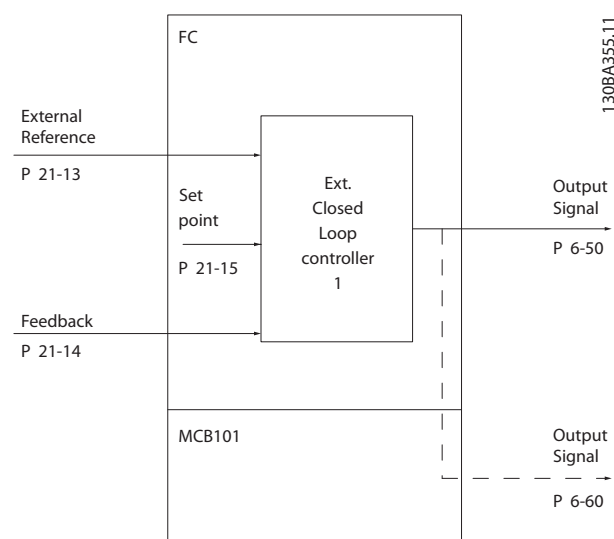 FC
130BA355.11
External
Reference
P 21-13
Set
point
P 21-15
Feedback
P 21-14
Ext.
Closed
Loop
controller
1
Output
Signal
P 6-50
MCB101
Output
Signal
P 6-60